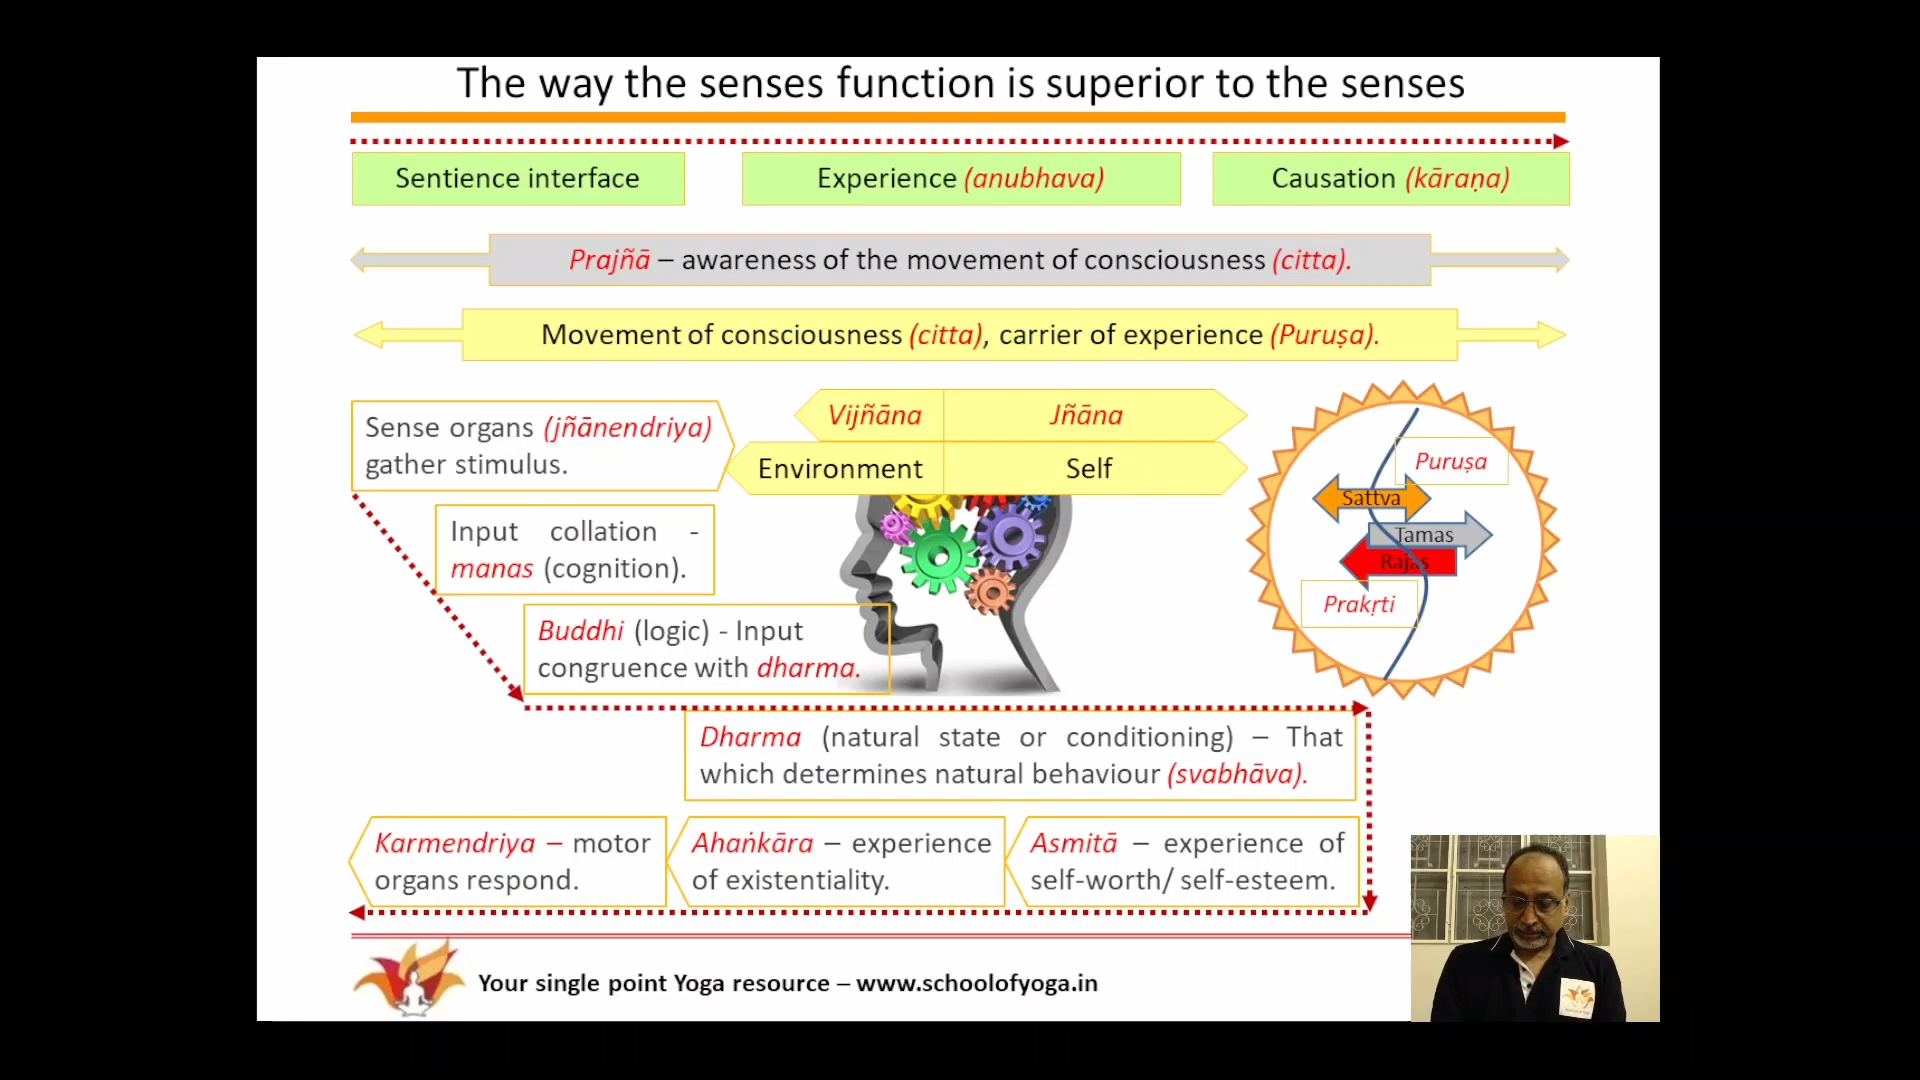 The way the senses function is superior to the senses
Sentience interface
Experience (anubhava)
Causation (kāraṇa)
Prajñā – awareness of the movement of consciousness (citta).
Movement of consciousness (citta), carrier of experience (Puruṣa).
Sense organs (jñānendriya)
gather stimulus.
Vijñāna
Jñāna
Environment
Self
Input collation -
manas (cognition).
Buddhi (logic) - Input
congruence with dharma.
Puruṣa
Sattva
Tamas
Rajas
Prakṛti
Dharma (natural state or conditioning) – That
which determines natural behaviour (svabhāva).
Karmendriya – motor
organs respond.
Ahaṅkāra – experience
of existentiality.
Asmitā – experience of
self-worth/ self-esteem.
Your single point Yoga resource – www.schoolofyoga.in